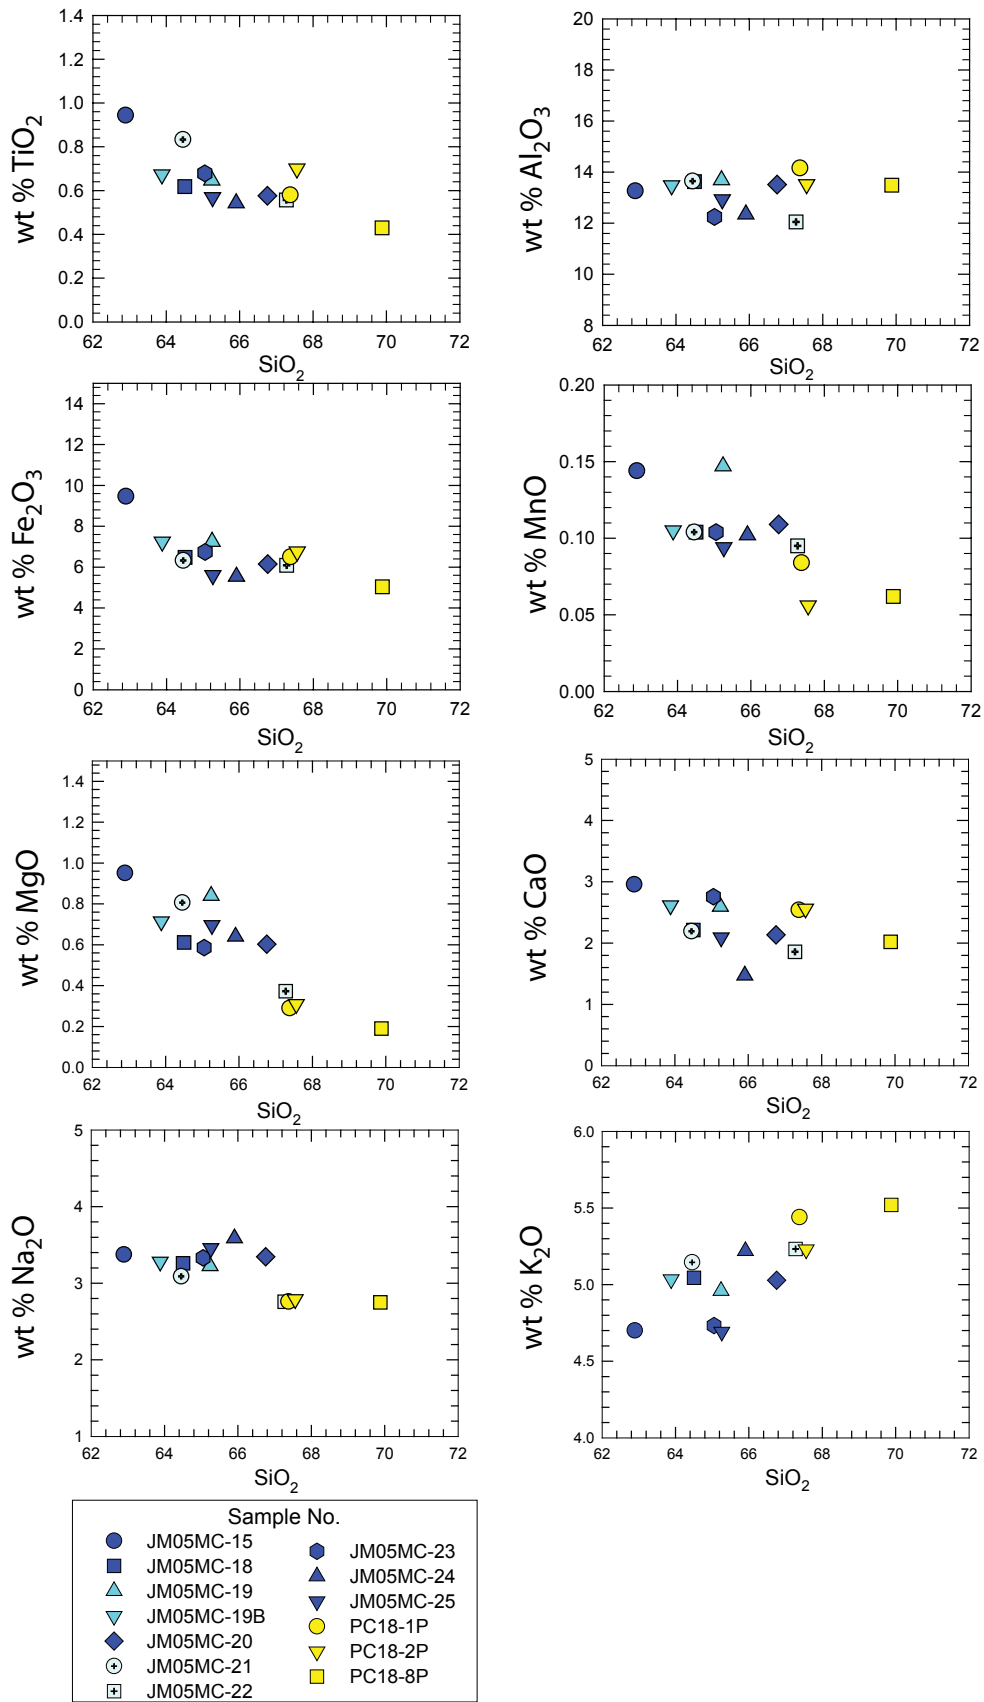 1.4
1.2
1.0
0.8
0.6
0.4
0.2
0.0
wt % TiO2
62 64 66 68 70 72
SiO2
20
18
16
14
12
10
8
wt % Al2O3
62 64 66 68 70 72
SiO2
14
12
10
8
6
4
2
0
wt % Fe2O3
62 64 66 68 70 72
SiO2
0.20
0.15
0.10
0.05
0.00
wt % MnO
62 64 66 68 70 72
SiO2
1.4
1.2
1.0
0.8
0.6
0.4
0.2
0.0
wt % MgO
62 64 66 68 70 72
SiO2
5
4
3
2
1
0
wt % CaO
62 64 66 68 70 72
SiO2
5
4
3
2
1
wt % Na2O
62 64 66 68 70 72
SiO2
6.0
5.5
5.0
4.5
4.0
wt % K2O
62 64 66 68 70 72
SiO2
Sample No.
JM05MC-15
JM05MC-18
JM05MC-19
JM05MC-19B
JM05MC-20
JM05MC-21
JM05MC-22
JM05MC-23
JM05MC-24
JM05MC-25
PC18-1P
PC18-2P
PC18-8P